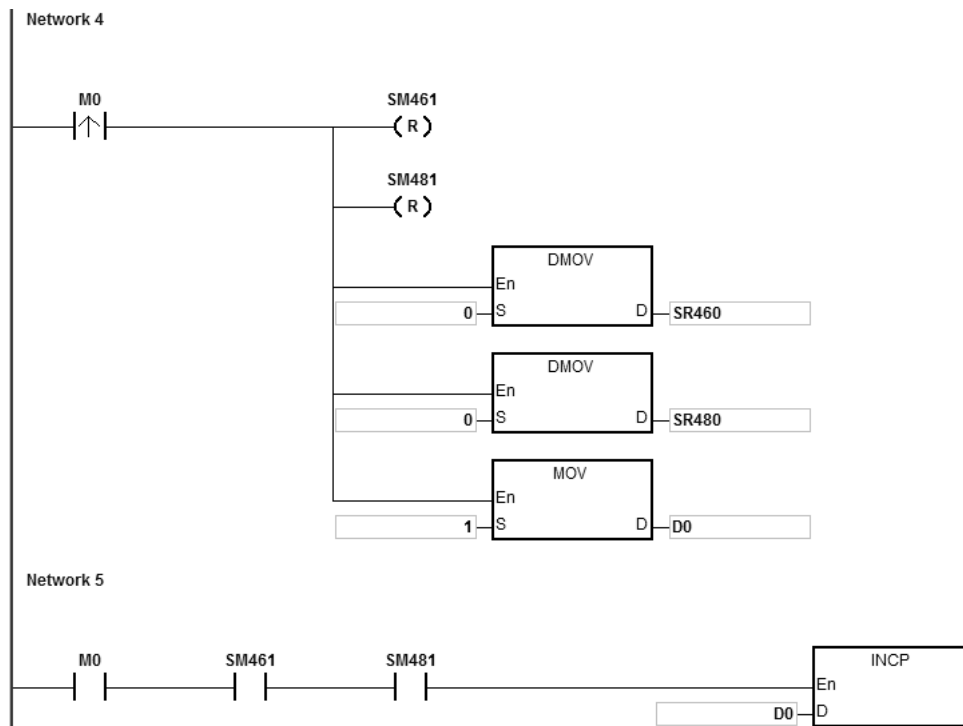 Network 4
M0
SM461
R
SM481
R
DMOV
En
0 S D SR460
DMOV
En
0 S D SR480
MOV
En
1 S D D0
Network 5
M0 SM461 SM481 INCP
En
D0 D